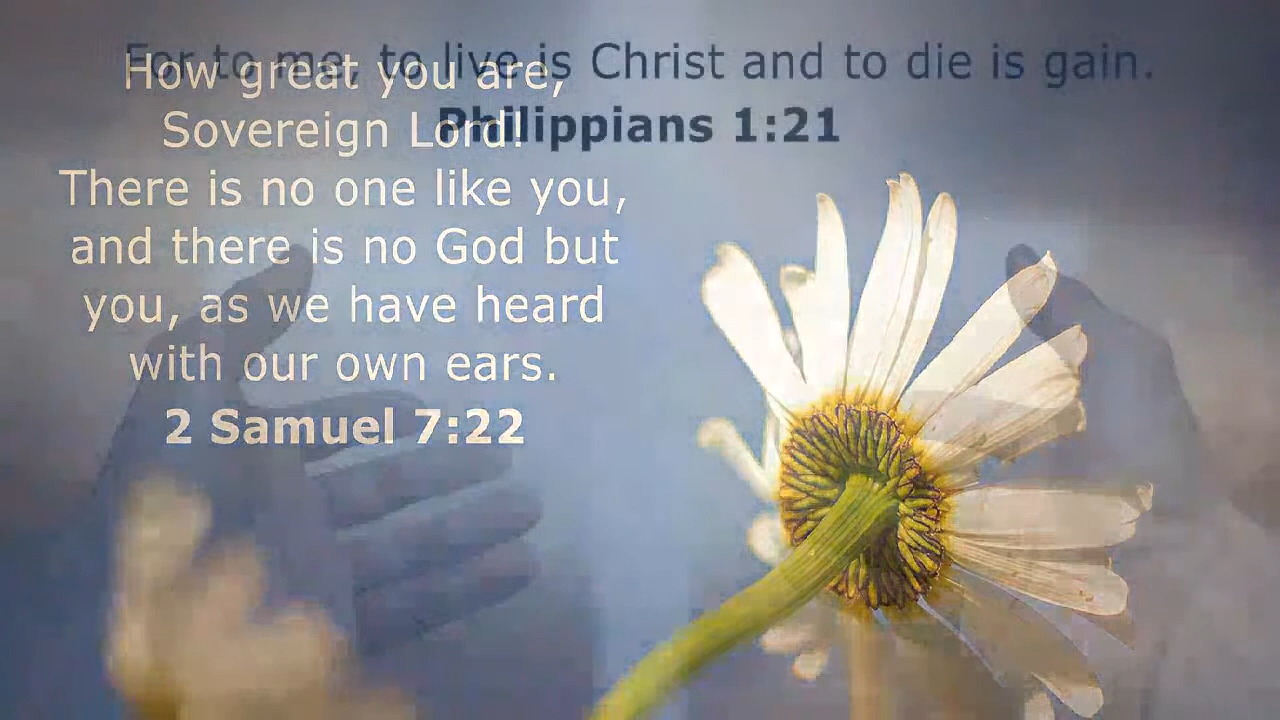 For to me, to live is Christ and to die is gain.
Philippians 1:21
How great you are,
Sovereign Lord!
There is no one like you,
and there is no God but
you, as we have heard
with our own ears.
2 Samuel 7:22